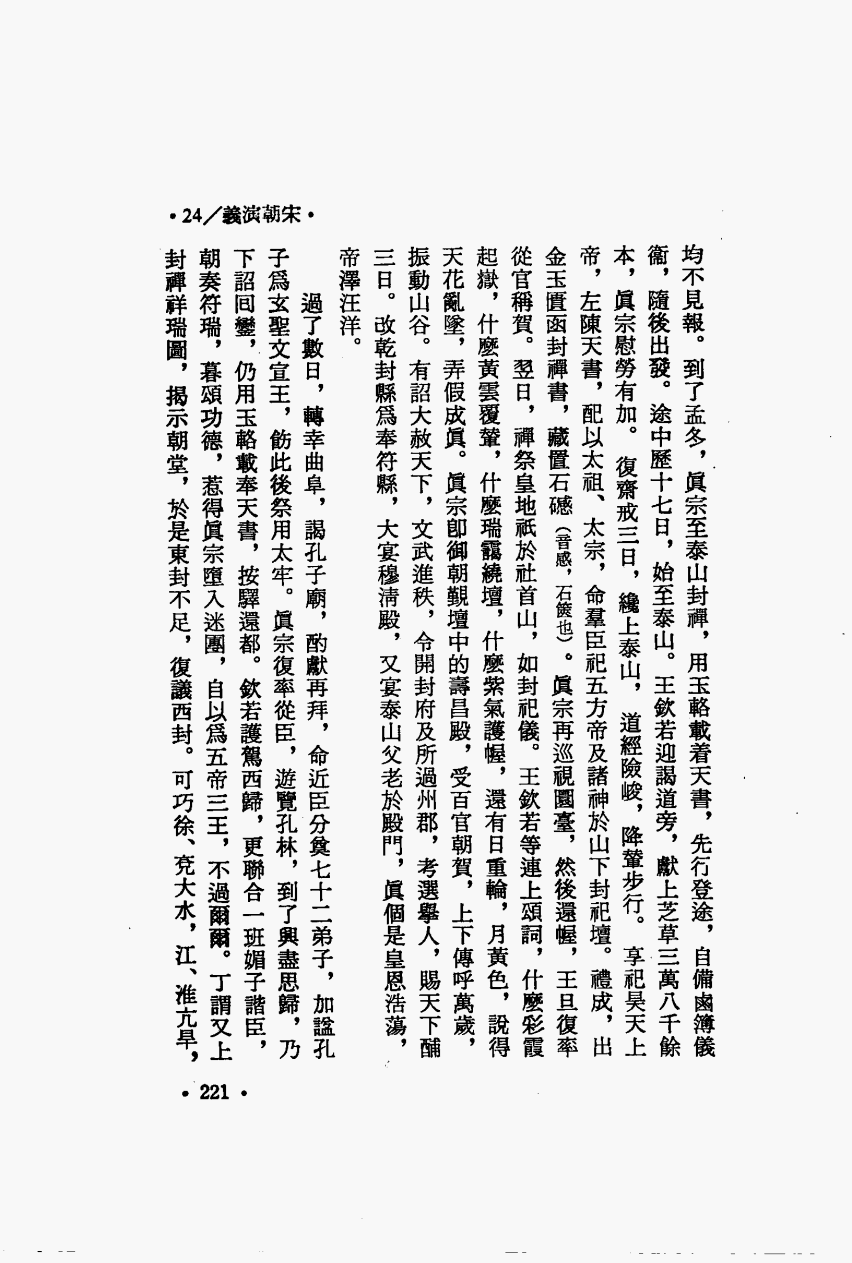 •24／義演朝宋•
均不見報。到了孟冬，眞宗至泰山封禪，用玉輅載着天書，先行登途，自備鹵簿儀
衞，隨後出發。途中歷十七日，始至泰山。王欽若迎謁道旁，獻上芝草三萬八千餘
本，眞宗慰勞有加。復齋戒三日，纔上泰山，道經險峻，降輦步行。享祀昊天上
帝，左陳天書，配以太祖、太宗，命羣臣祀五方帝及諸神於山下封祀壇。禮成，出
金玉匱函封禪書，藏置石𥗽（音感，石篋也）。眞宗再巡視圜臺，然後還幄，王旦復率
從官稱賀。翌日，禪祭皇地祇於社首山，如封祀儀。王欽若等連上頌詞，什麼彩霞
起嶽，什麼黃雲覆輦，什麼瑞靄繞壇，什麼紫氣護幄，還有日重輪，月黃色，說得
天花亂墜，弄假成眞。眞宗卽御朝覲壇中的壽昌殿，受百官朝賀，上下傳呼萬歲，
振動山谷。有詔大赦天下，文武進秩，令開封府及所過州郡，考選舉人，賜天下酺
三日。改乾封縣爲奉符縣，大宴穆清殿，又宴泰山父老於殿門，眞個是皇恩浩蕩，
帝澤汪洋。
過了數日，轉幸曲阜，謁孔子廟，酌獻再拜，命近臣分奠七十二弟子，加諡孔
子爲玄聖文宣王，飭此後祭用太牢。眞宗復率從臣，遊覽孔林，到了興盡思歸，乃
下詔囘鑾，仍用玉輅載奉天書，按驛還都。欽若護駕西歸，更聯合一班媚子諧臣，
朝奏符瑞，暮頌功德，惹得眞宗墮入迷團，自以爲五帝三王，不過爾爾。丁謂又上
封禪祥瑞圖，揭示朝堂，於是東封不足，復議西封。可巧徐、兗大水，江、淮亢旱，
•221•